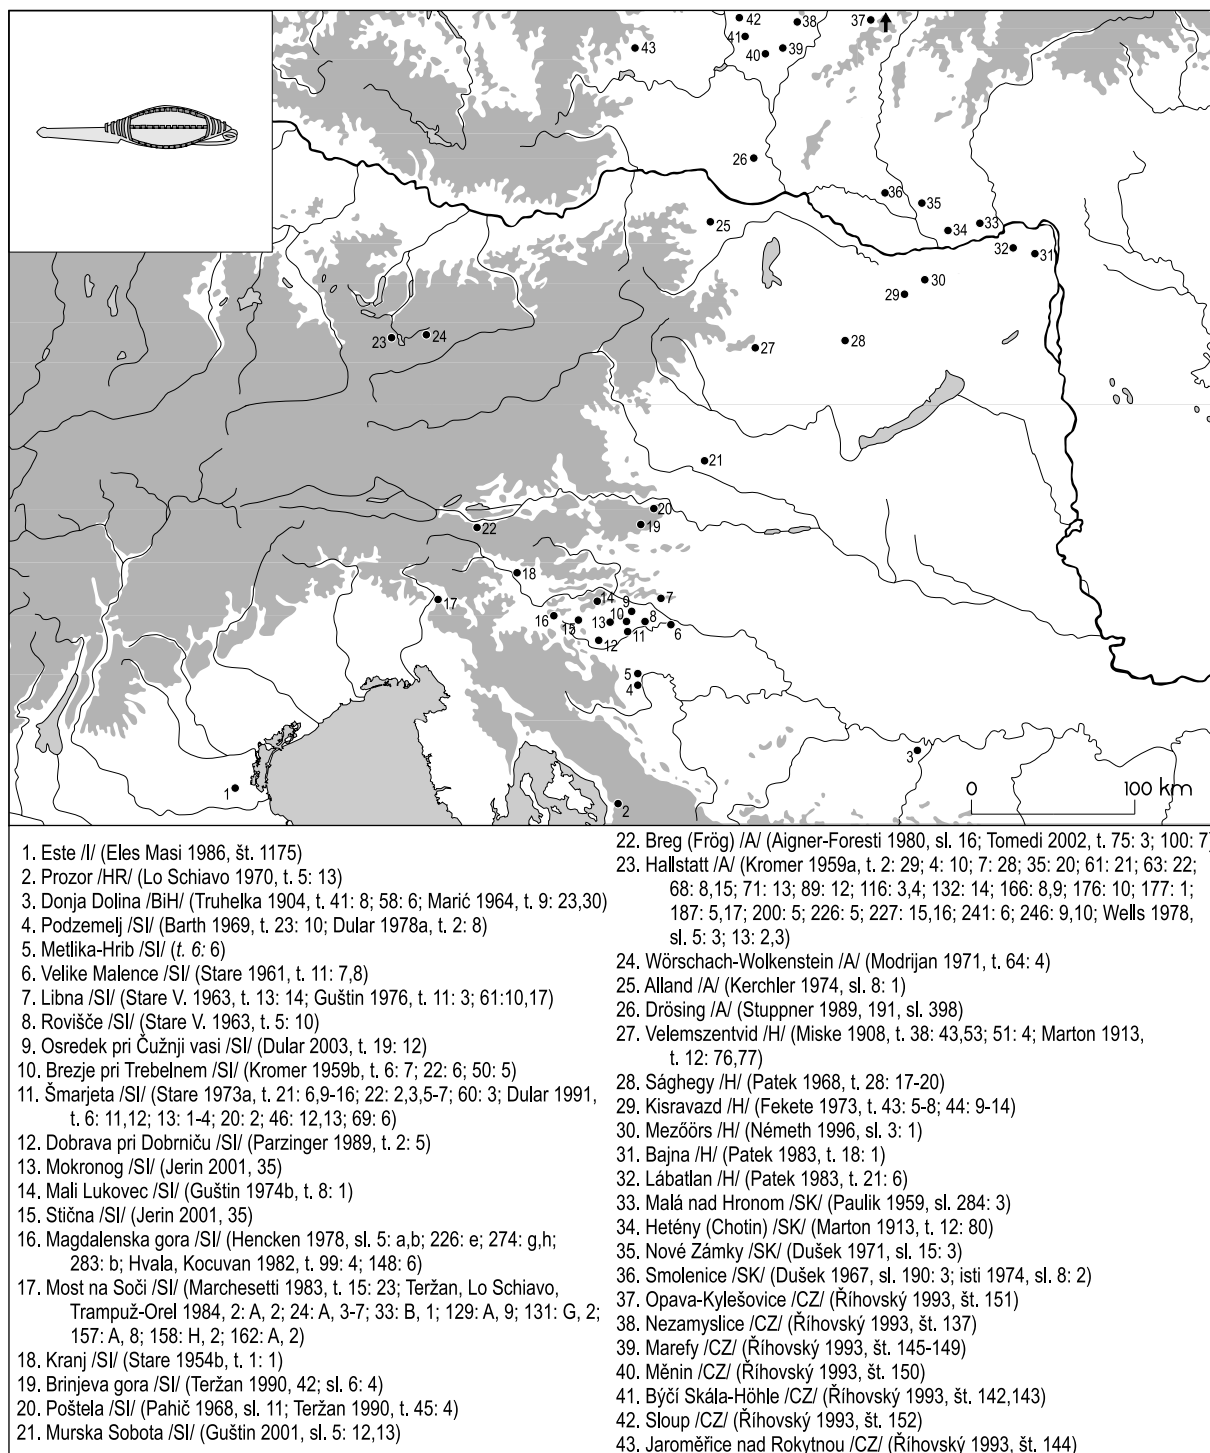 42
37
38
41
43
40
39
26
36
35
25
34
33
32
31
30
29
23
24
27
28
21
20
22
19
18
17
14
9
7
16
15
13
10
8
6
11
12
5
4
3
1
2
0
100 km
1. Este /I/ (Eles Masi 1986, št. 1175)
2. Prozor /HR/ (Lo Schiavo 1970, t. 5: 13)
3. Donja Dolina /BiH/ (Truhelka 1904, t. 41: 8; 58: 6; Marić 1964, t. 9: 23,30)
4. Podzemelj /SI/ (Barth 1969, t. 23: 10; Dular 1978a, t. 2: 8)
5. Metlika-Hrib /SI/ (t. 6: 6)
6. Velike Malence /SI/ (Stare 1961, t. 11: 7,8)
7. Libna /SI/ (Stare V. 1963, t. 13: 14; Guštin 1976, t. 11: 3; 61:10,17)
8. Rovišče /SI/ (Stare V. 1963, t. 5: 10)
9. Osredek pri Čužnji vasi /SI/ (Dular 2003, t. 19: 12)
10. Brezje pri Trebelnem /SI/ (Kromer 1959b, t. 6: 7; 22: 6; 50: 5)
11. Šmarjeta /SI/ (Stare 1973a, t. 21: 6,9-16; 22: 2,3,5-7; 60: 3; Dular 1991,
t. 6: 11,12; 13: 1-4; 20: 2; 46: 12,13; 69: 6)
12. Dobrava pri Dobrniču /SI/ (Parzinger 1989, t. 2: 5)
13. Mokronog /SI/ (Jerin 2001, 35)
14. Mali Lukovec /SI/ (Guštin 1974b, t. 8: 1)
15. Stična /SI/ (Jerin 2001, 35)
16. Magdalenska gora /SI/ (Hencken 1978, sl. 5: a,b; 226: e; 274: g,h;
283: b; Hvala, Kocuvan 1982, t. 99: 4; 148: 6)
17. Most na Soči /SI/ (Marchesetti 1983, t. 15: 23; Teržan, Lo Schiavo,
Trampuž-Orel 1984, 2: A, 2; 24: A, 3-7; 33: B, 1; 129: A, 9; 131: G, 2;
157: A, 8; 158: H, 2; 162: A, 2)
18. Kranj /SI/ (Stare 1954b, t. 1: 1)
19. Brinjeva gora /SI/ (Teržan 1990, 42; sl. 6: 4)
20. Poštela /SI/ (Pahič 1968, sl. 11; Teržan 1990, t. 45: 4)
21. Murska Sobota /SI/ (Guštin 2001, sl. 5: 12,13)
22. Breg (Frög) /A/ (Aigner-Foresti 1980, sl. 16; Tomedi 2002, t. 75: 3; 100: 7)
23. Hallstatt /A/ (Kromer 1959a, t. 2: 29; 4: 10; 7: 28; 35: 20; 61: 21; 63: 22;
68: 8,15; 71: 13; 89: 12; 116: 3,4; 132: 14; 166: 8,9; 176: 10; 177: 1;
187: 5,17; 200: 5; 226: 5; 227: 15,16; 241: 6; 246: 9,10; Wells 1978,
sl. 5: 3; 13: 2,3)
24. Wörschach-Wolkenstein /A/ (Modrijan 1971, t. 64: 4)
25. Alland /A/ (Kerchler 1974, sl. 8: 1)
26. Drösing /A/ (Stuppner 1989, 191, sl. 398)
27. Velemszentvid /H/ (Miske 1908, t. 38: 43,53; 51: 4; Marton 1913,
t. 12: 76,77)
28. Sághegy /H/ (Patek 1968, t. 28: 17-20)
29. Kisravazd /H/ (Fekete 1973, t. 43: 5-8; 44: 9-14)
30. Mezőörs /H/ (Németh 1996, sl. 3: 1)
31. Bajna /H/ (Patek 1983, t. 18: 1)
32. Lábatlan /H/ (Patek 1983, t. 21: 6)
33. Malá nad Hronom /SK/ (Paulik 1959, sl. 284: 3)
34. Hetény (Chotin) /SK/ (Marton 1913, t. 12: 80)
35. Nové Zámky /SK/ (Dušek 1971, sl. 15: 3)
36. Smolenice /SK/ (Dušek 1967, sl. 190: 3; isti 1974, sl. 8: 2)
37. Opava-Kylešovice /CZ/ (Říhovský 1993, št. 151)
38. Nezamyslice /CZ/ (Říhovský 1993, št. 137)
39. Marefy /CZ/ (Říhovský 1993, št. 145-149)
40. Měnin /CZ/ (Říhovský 1993, št. 150)
41. Býčí Skála-Höhle /CZ/ (Říhovský 1993, št. 142,143)
42. Sloup /CZ/ (Říhovský 1993, št. 152)
43. Jaroměřice nad Rokytnou /CZ/ (Říhovský 1993, št. 144)